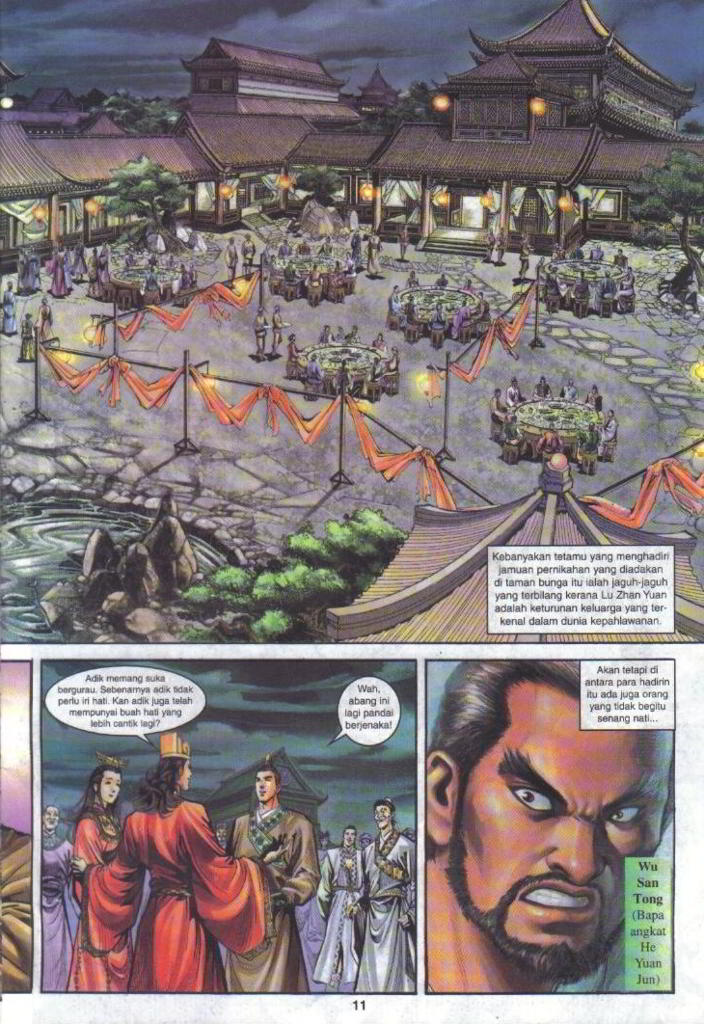 Kebanyakan tetamu yang menghadiri
jamuan pernikahan yang diadakan
di taman bunga itu ialah jaguh-jaguh
yang terbilang kerana Lu Zhan Yuan
adalah keturunan keluarga yang ter-
kenal dalam dunia kepahlawanan.
Adik memang suka
bergurau. Sebenarnya adik tidak
perlu iri hati. Kan adik juga telah
mempunyai buah hati yang
lebih cantik lagi?
Wah,
abang ini
lagi pandai
berjenaka!
Akan tetapi di
antara para hadirin
itu ada juga orang
yang tidak begitu
senang nati...
Wu
San
Tong
(Bapa
angkat
He
Yuan
Jun)
11